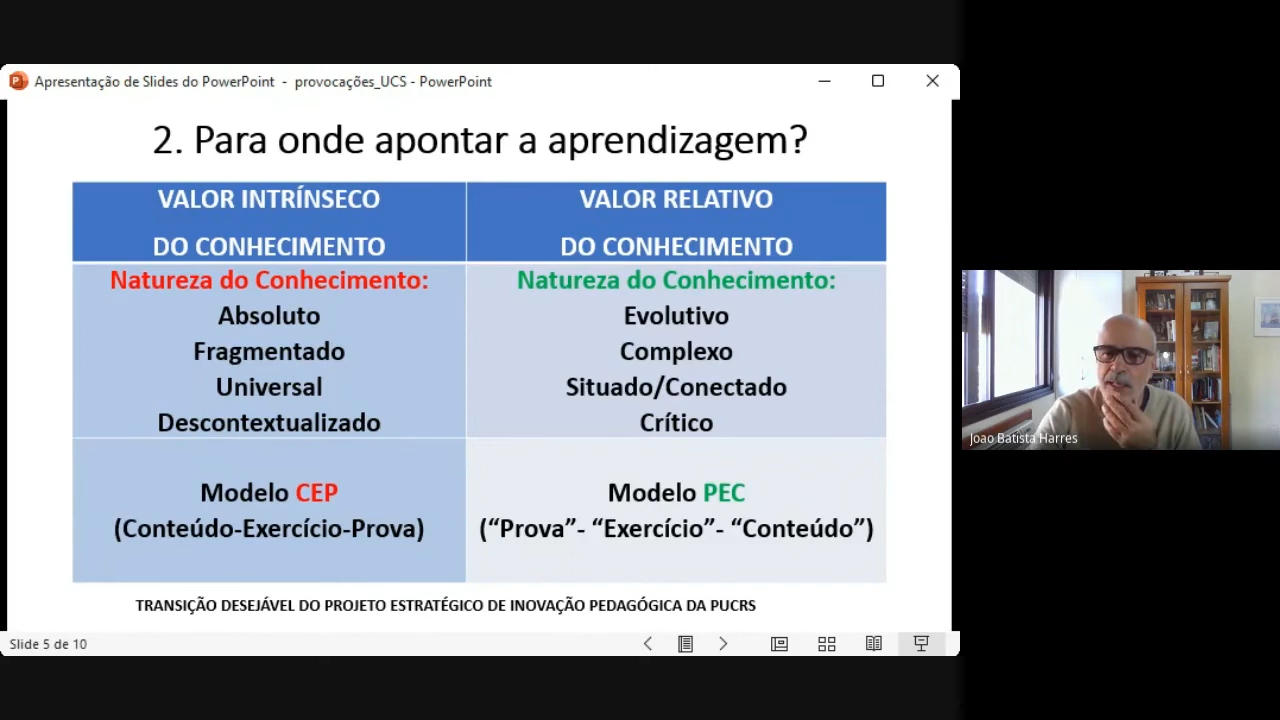 Apresentação de Slides do PowerPoint - provocações_UCS - PowerPoint
2. Para onde apontar a aprendizagem?
VALOR INTRÍNSECO
DO CONHECIMENTO
VALOR RELATIVO
DO CONHECIMENTO
Natureza do Conhecimento:
Absoluto
Fragmentado
Universal
Descontextualizado
Natureza do Conhecimento:
Evolutivo
Complexo
Situado/Conectado
Crítico
Modelo CEP
(Conteúdo-Exercício-Prova)
Modelo PEC
(“Prova”- “Exercício”- “Conteúdo”)
TRANSIÇÃO DESEJÁVEL DO PROJETO ESTRATÉGICO DE INOVAÇÃO PEDAGÓGICA DA PUCRS
Slide 5 de 10
Joao Batista Harres